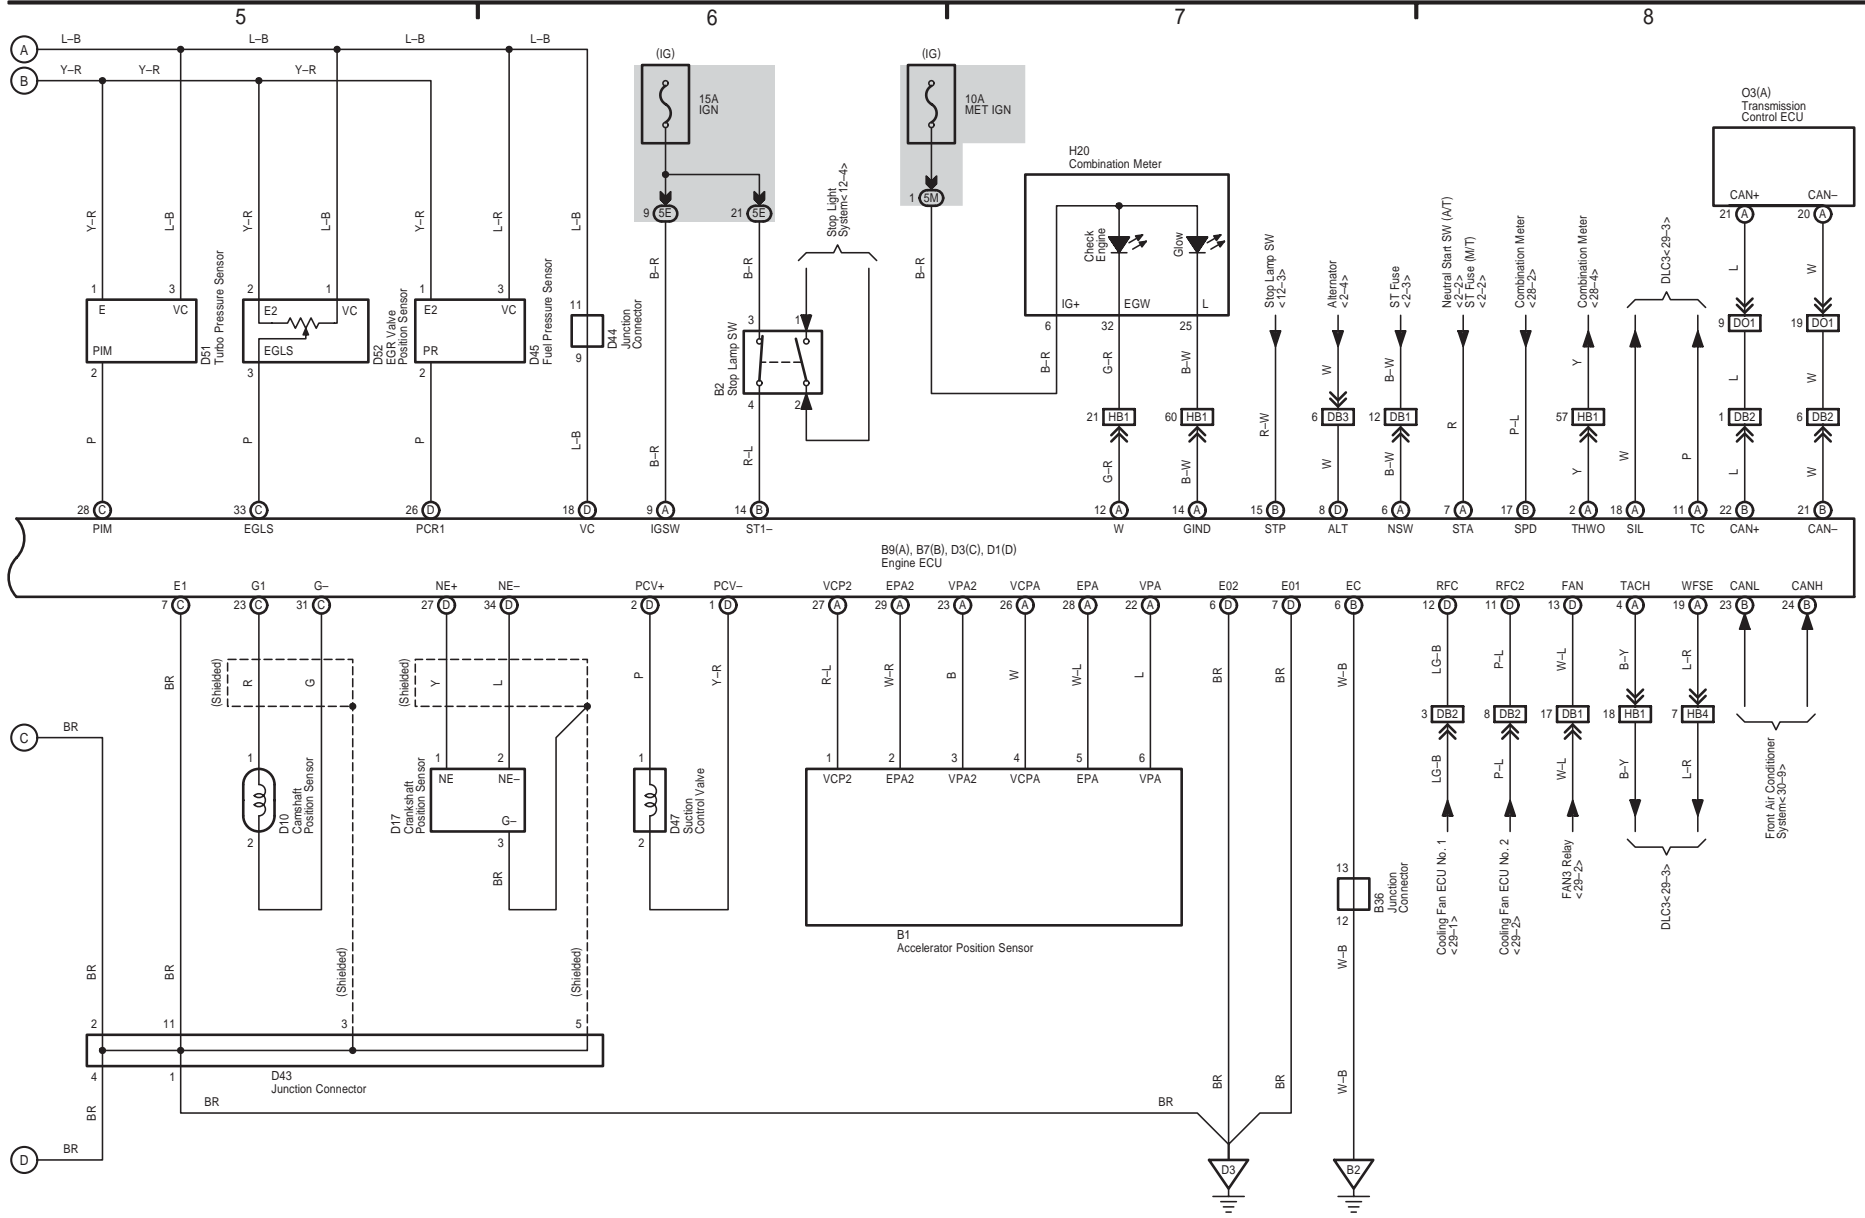 5
6
7
8
A
L–B
L–B
L–B
L–B
B
Y–R
Y–R
Y–R
(IG)
15A
IGN
(IG)
10A
MET IGN
9
5E
21
5E
1
5M
Stop Light
System<12–4>
H20
Combination Meter
Check
Engine
Glow
IG+
EGW
L
6
32
25
O3(A)
Transmission
Control ECU
CAN+
CAN–
21
A
20
A
Y–R
L–B
Y–R
L–B
Y–R
L–R
L–B
B–R
B–R
B–R
L
W
Stop Lamp SW
<12–3>
Alternator
<2–4>
ST Fuse
<2–3>
Neutral Start SW (A/T)
<2–2>
ST Fuse (M/T)
<2–2>
Combination Meter
<28–2>
Combination Meter
<28–4>
DLC3<29–3>
1
3
E
VC
PIM
2
D51
Turbo Pressure Sensor
2
1
E2
VC
EGLS
3
D52
EGR Valve
Position Sensor
1
3
E2
VC
PR
2
D45
Fuel Pressure Sensor
11
9
D44
Junction
Connector
3
1
4
2
B2
Stop Lamp SW
9
DO1
19
DO1
B–R
G–R
B–W
W
B–W
Y
L
W
21
HB1
60
HB1
6
DB3
12
DB1
57
HB1
1
DB2
6
DB2
P
P
P
L–B
B–R
R–L
G–R
B–W
R–W
W
B–W
R
P–L
Y
W
P
L
W
28
C
33
C
26
D
18
D
9
A
14
B
12
A
14
A
15
B
8
D
6
A
7
A
17
B
2
A
18
A
11
A
22
B
21
B
PIM
EGLS
PCR1
VC
IGSW
ST1–
W
GIND
STP
ALT
NSW
STA
SPD
THWO
SIL
TC
CAN+
CAN–
B9(A), B7(B), D3(C), D1(D)
Engine ECU
E1
G1
G–
NE+
NE–
PCV+
PCV–
VCP2
EPA2
VPA2
VCPA
EPA
VPA
E02
E01
EC
RFC
RFC2
FAN
TACH
WFSE
CANL
CANH
7
C
23
C
31
C
27
D
34
D
2
D
1
D
27
A
29
A
23
A
26
A
28
A
22
A
6
D
7
D
6
B
12
D
11
D
13
D
4
A
19
A
23
B
24
B
BR
(Shielded)
R
G
(Shielded)
Y
L
P
Y–R
R–L
W–R
B
W
W–L
L
BR
BR
W–B
LG–B
P–L
W–L
B–Y
L–R
3
DB2
8
DB2
17
DB1
18
HB1
7
HB4
Front Air Conditioner
System<30–9>
C
BR
1
2
D10
Camshaft
Position Sensor
1
2
NE
NE–
G–
3
D17
Crankshaft
Position Sensor
1
2
D47
Suction
Control Valve
1
2
3
4
5
6
VCP2
EPA2
VPA2
VCPA
EPA
VPA
B1
Accelerator Position Sensor
LG–B
P–L
W–L
B–Y
L–R
BR
13
12
B36
Junction
Connector
Cooling Fan ECU No. 1
<29–1>
Cooling Fan ECU No. 2
<29–2>
FAN3 Relay
<29–2>
DLC3<29–3>
BR
BR
(Shielded)
(Shielded)
W–B
2
11
3
5
4
1
D43
Junction Connector
BR
BR
BR
BR
BR
W–B
D
BR
D3
B2